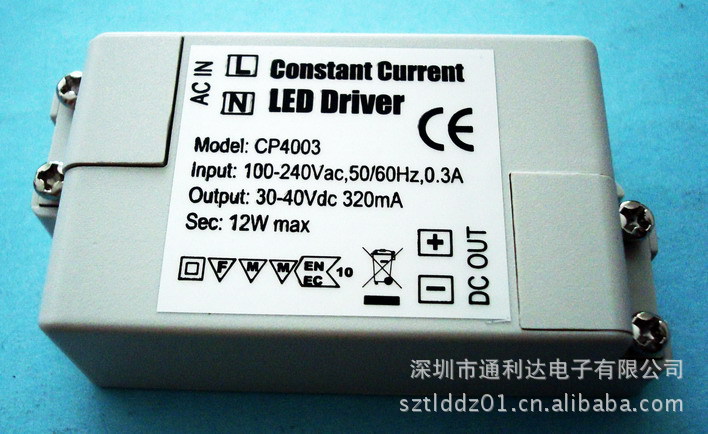 AC IN
L
N
Constant Current
LED Driver
CE
Model: CP4003
Input: 100-240Vac,50/60Hz,0.3A
Output: 30-40Vdc 320mA
Sec: 12W max
F M M EN EC 10
+
-
DC OUT
深圳市通利达电子有限公司
sztlddz01.cn.alibaba.com